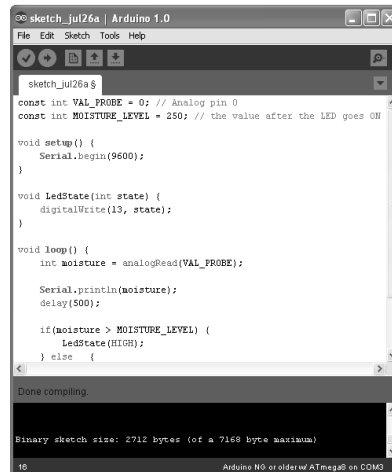 sketch_jul26a | Arduino 1.0
File Edit Sketch Tools Help
sketch_jul26a §
const int VAL_PROBE = 0; // Analog pin 0
const int MOISTURE_LEVEL = 250; // the value after the LED goes ON
void setup() {
Serial.begin(9600);
}
void LedState(int state) {
digitalWrite(13, state);
}
void loop() {
int moisture = analogRead(VAL_PROBE);
Serial.println(moisture);
delay(500);
if(moisture > MOISTURE_LEVEL) {
LedState(HIGH);
} else {
Done compiling.
Binary sketch size: 2712 bytes (of a 7168 byte maximum)
16 Arduino NG or older w/ ATmega8 on COM3